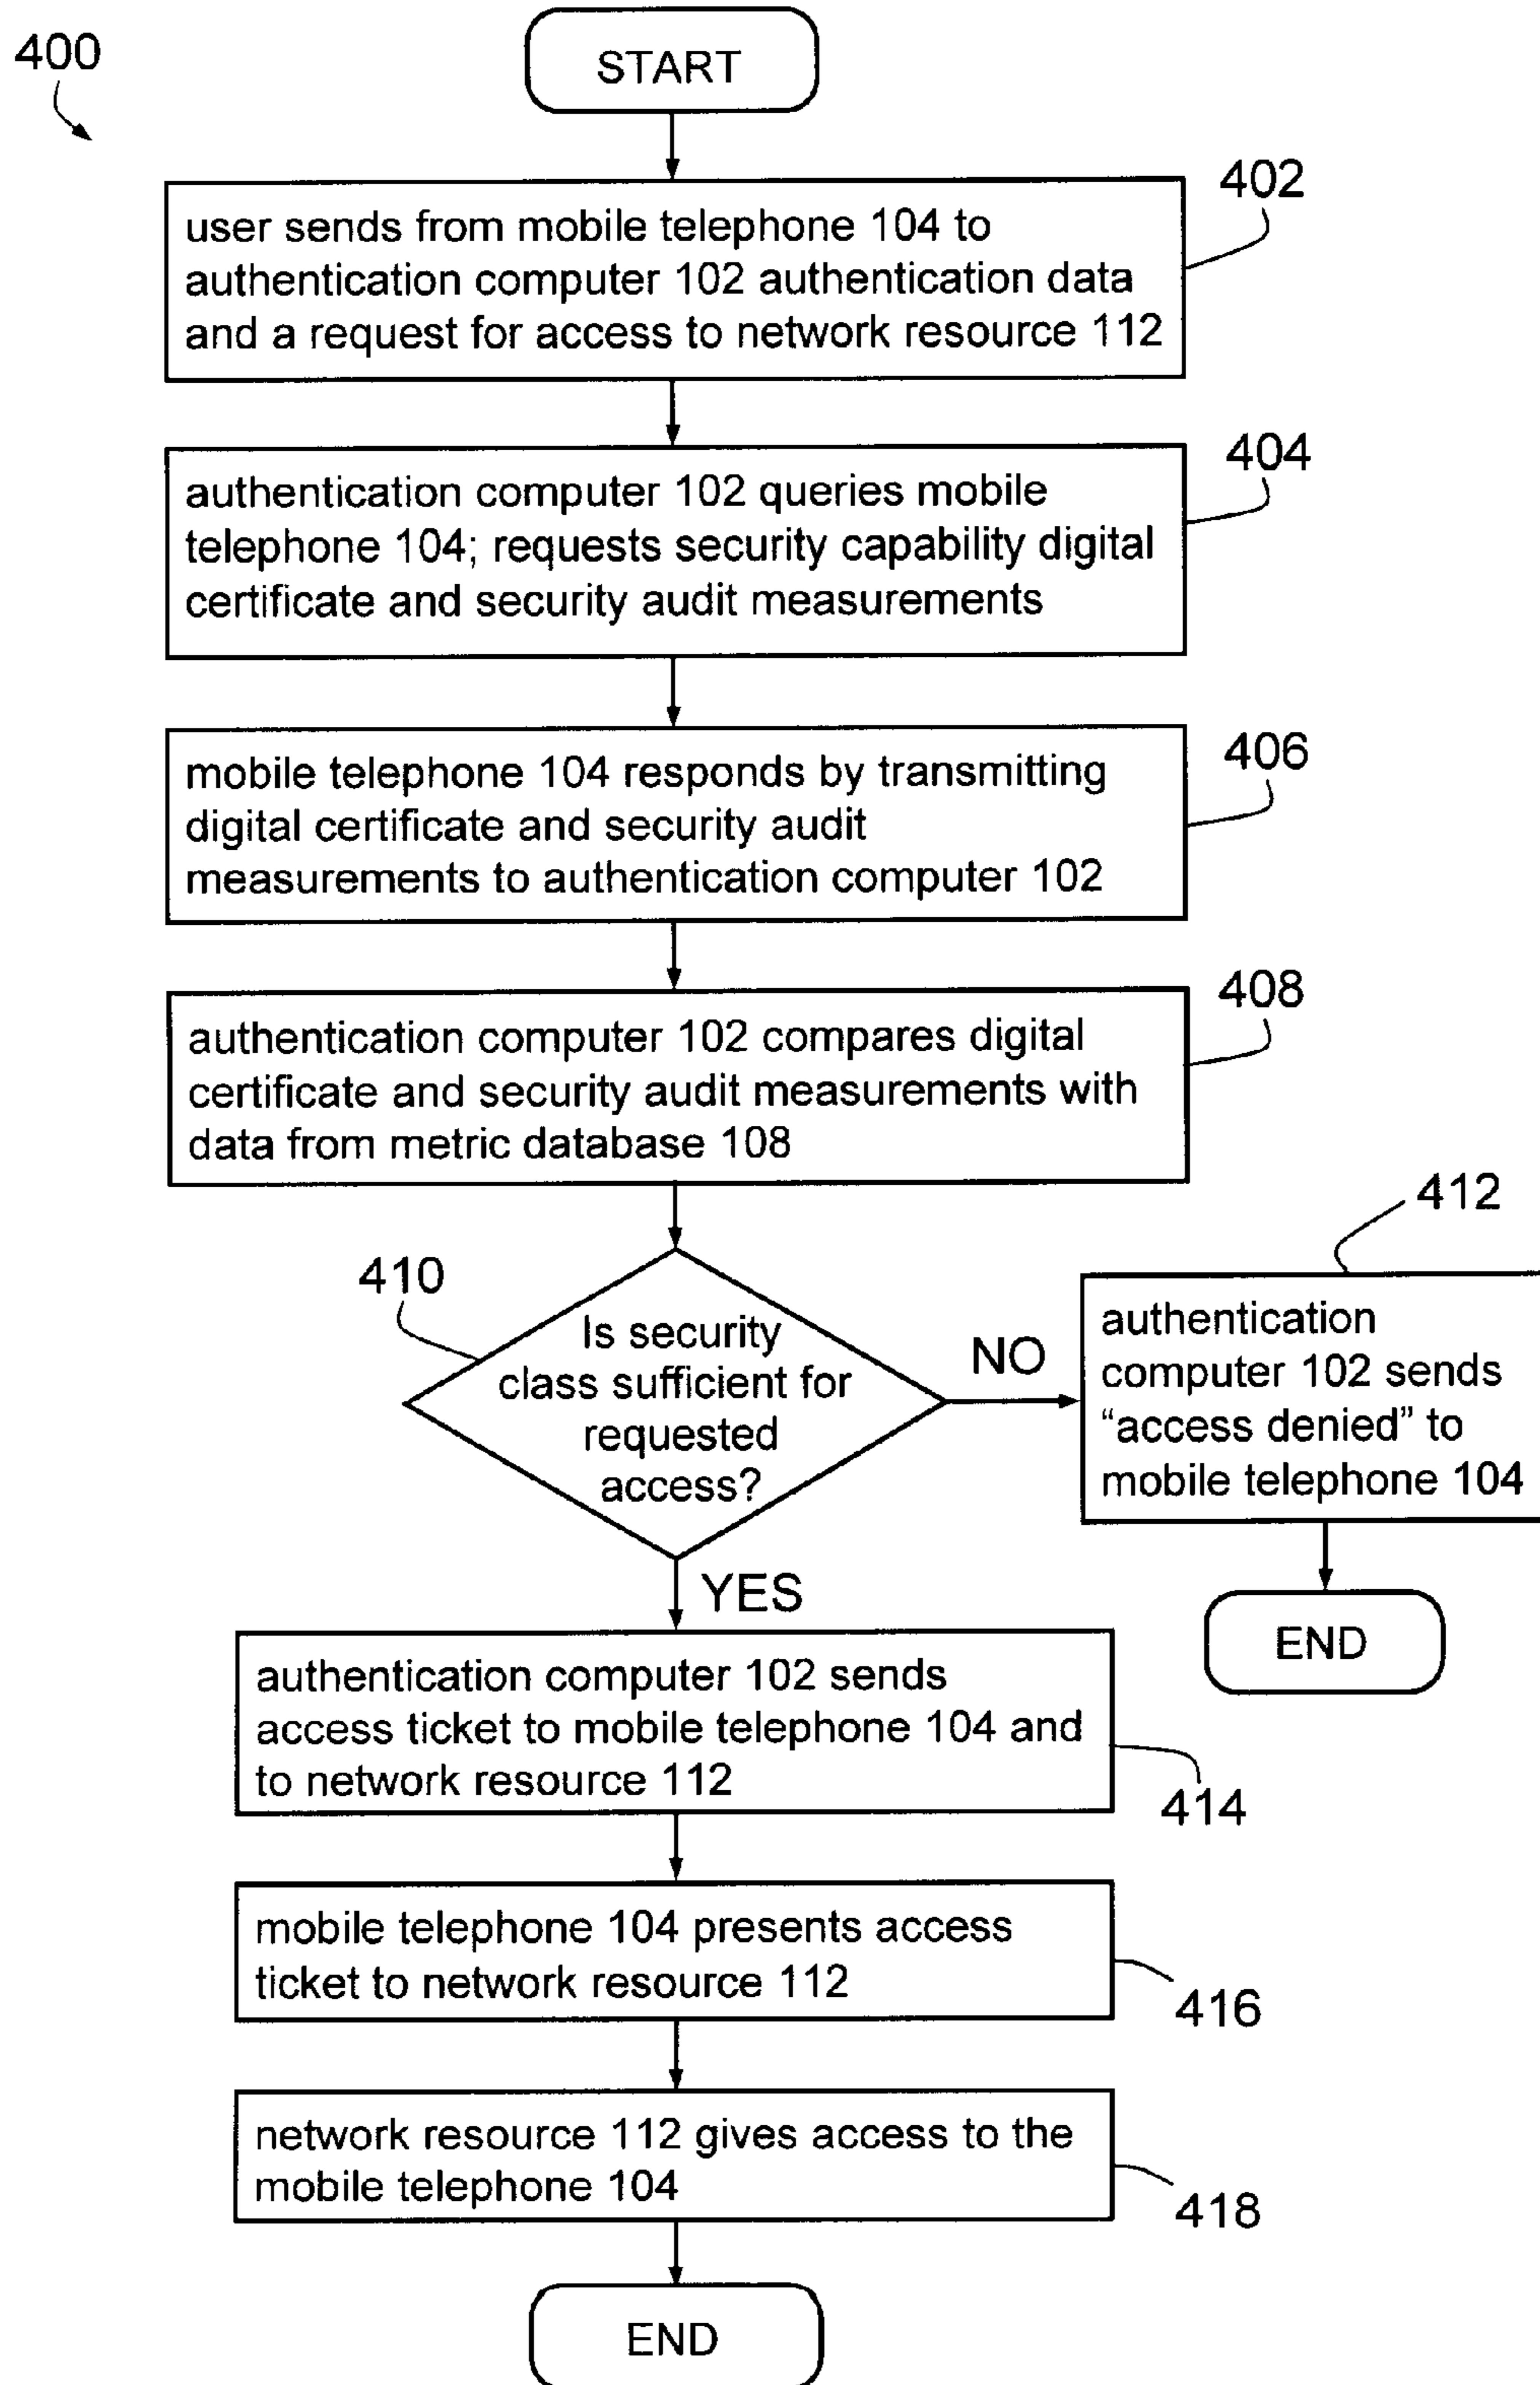 400
START
402
user sends from mobile telephone 104 to
authentication computer 102 authentication data
and a request for access to network resource 112
404
authentication computer 102 queries mobile
telephone 104; requests security capability digital
certificate and security audit measurements
406
mobile telephone 104 responds by transmitting
digital certificate and security audit
measurements to authentication computer 102
408
authentication computer 102 compares digital
certificate and security audit measurements with
data from metric database 108
410
Is security
class sufficient for
requested
access?
NO
412
authentication
computer 102 sends
“access denied” to
mobile telephone 104
END
YES
authentication computer 102 sends
access ticket to mobile telephone 104 and
to network resource 112
414
mobile telephone 104 presents access
ticket to network resource 112
416
network resource 112 gives access to the
mobile telephone 104
418
END